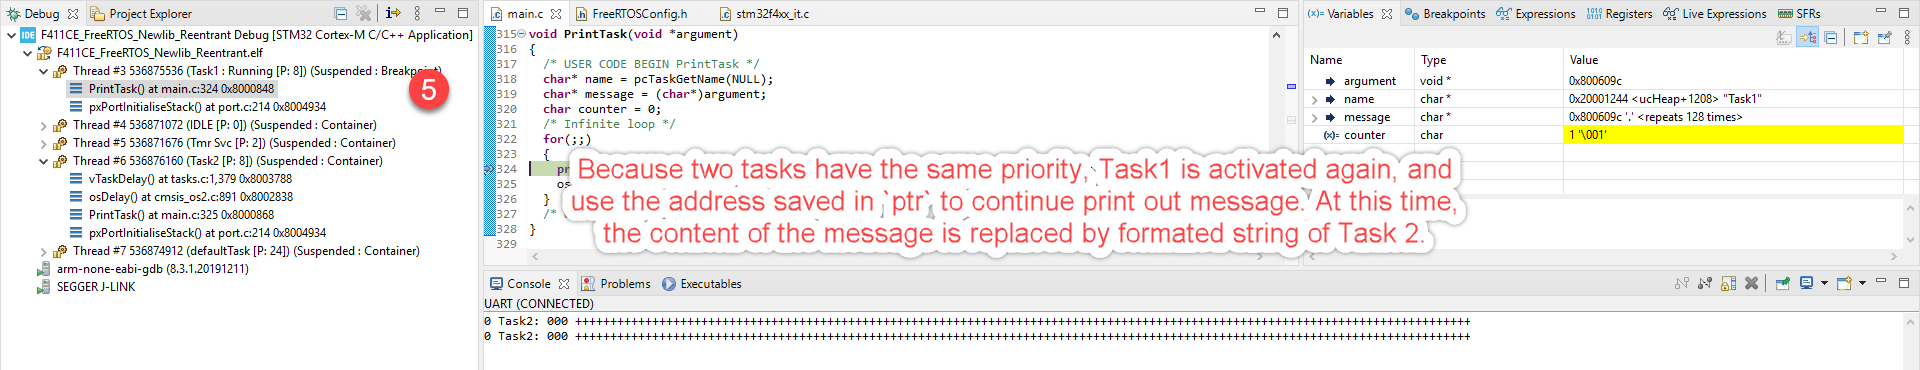 Debug Project Explorer
F411CE_FreeRTOS_Newlib_Reentrant Debug [STM32 Cortex-M C/C++ Application]
F411CE_FreeRTOS_Newlib_Reentrant.elf
Thread #3 536875536 (Task1 : Running [P: 8]) (Suspended : Breakpoint)
PrintTask() at main.c:324 0x8000848
pxPortInitialiseStack() at port.c:214 0x8004934
Thread #4 536871072 (IDLE [P: 0]) (Suspended : Container)
Thread #5 536871676 (Tmr Svc [P: 2]) (Suspended : Container)
Thread #6 536876160 (Task2 [P: 8]) (Suspended : Container)
vTaskDelay() at tasks.c:1,379 0x8003788
osDelay() at cmsis_os2.c:891 0x8002838
PrintTask() at main.c:325 0x8000868
pxPortInitialiseStack() at port.c:214 0x8004934
Thread #7 536874912 (defaultTask [P: 24]) (Suspended : Container)
arm-none-eabi-gdb (8.3.1.20191211)
SEGGER J-LINK
5
main.c FreeRTOSConfig.h stm32f4xx_it.c
315 void PrintTask(void *argument)
316 {
317 /* USER CODE BEGIN PrintTask */
318 char* name = pcTaskGetName(NULL);
319 char* message = (char*)argument;
320 char counter = 0;
321 /* Infinite loop */
322 for(;;)
323 {
324 pr
325 os
326 }
327 /*
328 }
329
Because two tasks have the same priority, Task1 is activated again, and
use the address saved in `ptr` to continue print out message. At this time,
the content of the message is replaced by formated string of Task 2.
(x)= Variables Breakpoints Expressions Registers Live Expressions SFRs
Name Type Value
argument void * 0x800609c
name char * 0x20001244 <ucHeap+1208> "Task1"
message char * 0x800609c '.' <repeats 128 times>
(x)= counter char 1 '\001'
Console Problems Executables
UART (CONNECTED)
0 Task2: 000 ++++++++++++++++++++++++++++++++++++++++++++++++++++++++++++++++++++++++++++++++++++++++++++++++++++++++++++++++++++++++++++++++
0 Task2: 000 ++++++++++++++++++++++++++++++++++++++++++++++++++++++++++++++++++++++++++++++++++++++++++++++++++++++++++++++++++++++++++++++++